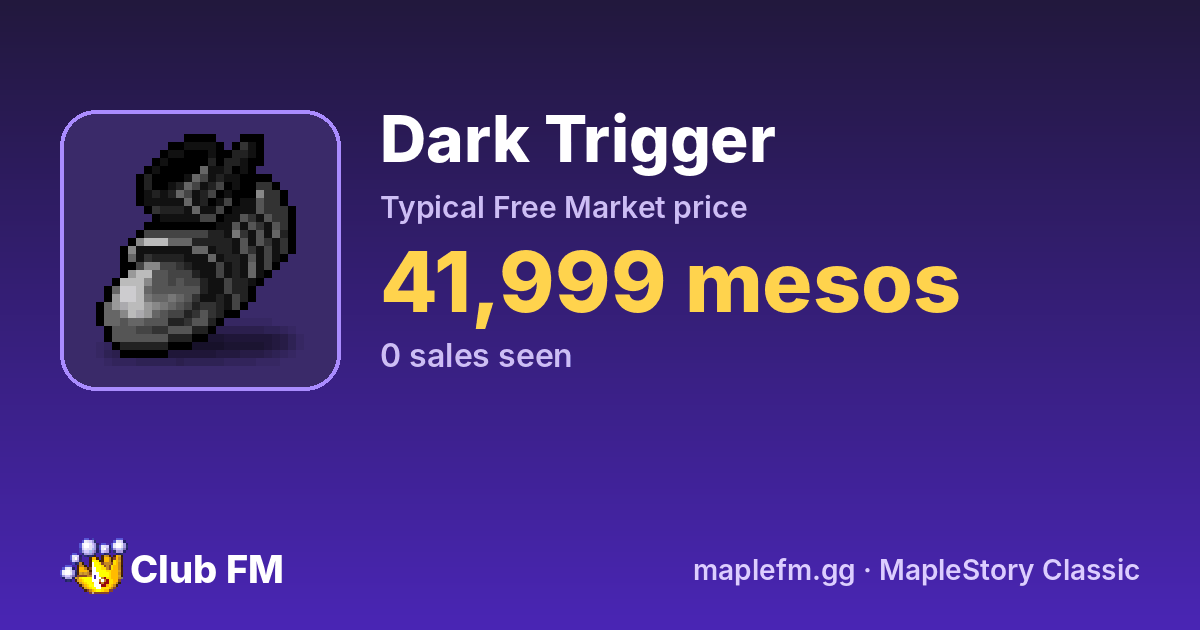 Dark Trigger
Typical Free Market price
41,999 mesos
0 sales seen
Club FM
maplefm.gg · MapleStory Classic